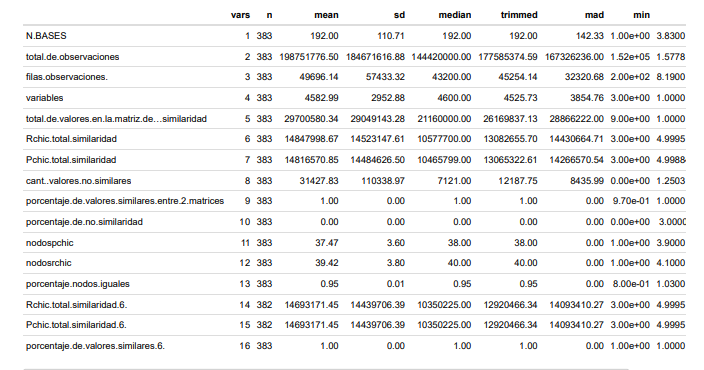 vars n mean sd median trimmed mad min
N.BASES 1 383 192.00 110.71 192.00 192.00 142.33 1.00e+00 3.8300
total.de.observaciones 2 383 198751776.50 184671616.88 144420000.00 177585374.59 167326236.00 1.52e+05 1.5778
filas.observaciones. 3 383 49696.14 57433.32 43200.00 45254.14 32320.68 2.00e+02 8.1900
variables 4 383 4582.99 2952.88 4600.00 4525.73 3854.76 3.00e+00 1.0000
total.de.valores.en.la.matriz.de...similaridad 5 383 29700580.34 29049143.28 21160000.00 26169837.13 28866222.00 9.00e+00 1.0000
Rchic.total.similaridad 6 383 14847998.67 14523147.61 10577700.00 13082655.70 14430664.71 3.00e+00 4.9995
Pchic.total.similaridad 7 383 14816570.85 14484626.50 10465799.00 13065322.61 14266570.54 3.00e+00 4.9988
cant..valores.no.similares 8 383 31427.83 110338.97 7121.00 12187.75 8435.99 0.00e+00 1.2503
porcentaje.de.valores.similares.entre.2.matrices 9 383 1.00 0.00 1.00 1.00 0.00 9.70e-01 1.0000
porcentaje.de.no.similaridad 10 383 0.00 0.00 0.00 0.00 0.00 0.00e+00 3.0000
nodospchic 11 383 37.47 3.60 38.00 38.00 0.00 1.00e+00 3.9000
nodosrchic 12 383 39.42 3.80 40.00 40.00 0.00 1.00e+00 4.1000
porcentaje.nodos.iguales 13 383 0.95 0.01 0.95 0.95 0.00 8.00e-01 1.0300
Rchic.total.similaridad.6. 14 382 14693171.45 14439706.39 10350225.00 12920466.34 14093410.27 3.00e+00 4.9995
Pchic.total.similaridad.6. 15 382 14693171.45 14439706.39 10350225.00 12920466.34 14093410.27 3.00e+00 4.9995
porcentaje.de.valores.similares.6. 16 383 1.00 0.00 1.00 1.00 0.00 1.00e+00 1.0000